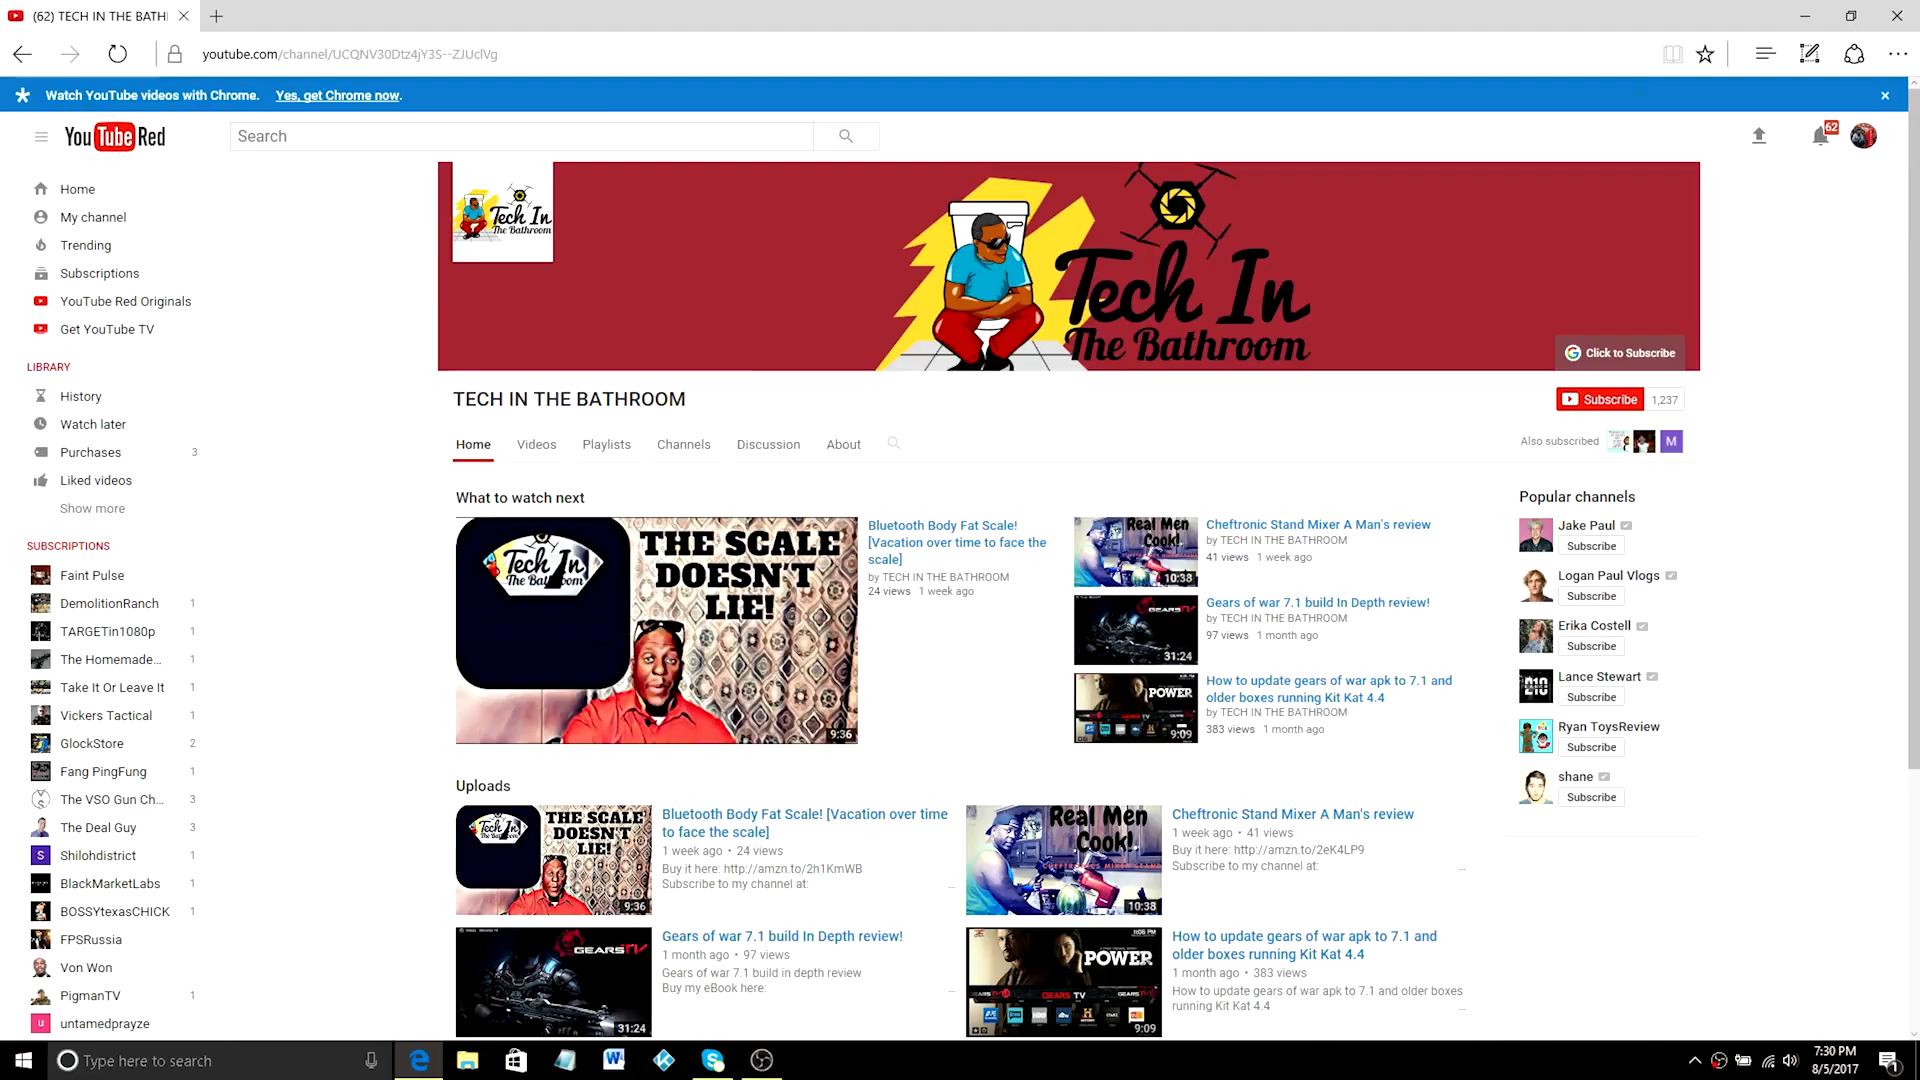 (62) TECH IN THE BATH
youtube.com/channel/UCQNV30Dtz4jY3S--ZJUclVg
Watch YouTube videos with Chrome. Yes, get Chrome now.
YouTube Red
Search
62
Home
My channel
Trending
Subscriptions
YouTube Red Originals
Get YouTube TV
LIBRARY
History
Watch later
Purchases 3
Liked videos
Show more
SUBSCRIPTIONS
Faint Pulse
DemolitionRanch 1
TARGETin1080p 1
The Homemade... 1
Take It Or Leave It 1
Vickers Tactical 1
GlockStore 2
Fang PingFung 1
The VSO Gun Ch... 3
The Deal Guy 3
S Shilohdistrict 1
BlackMarketLabs 1
BOSSYtexasCHICK 1
FPSRussia
Von Won
PigmanTV 1
u untamedprayze
Tech In
The Bathroom
Tech In
The Bathroom
Click to Subscribe
TECH IN THE BATHROOM
Subscribe 1,237
Home Videos Playlists Channels Discussion About
Also subscribed M
What to watch next
Tech In
The Bathroom
THE SCALE
DOESN'T
LIE!
9:36
Bluetooth Body Fat Scale!
[Vacation over time to face the
scale]
by TECH IN THE BATHROOM
24 views 1 week ago
Real Men
Cook!
10:38
Cheftronic Stand Mixer A Man's review
by TECH IN THE BATHROOM
41 views 1 week ago
GEARSTV
31:24
Gears of war 7.1 build In Depth review!
by TECH IN THE BATHROOM
97 views 1 month ago
POWER
9:09
How to update gears of war apk to 7.1 and
older boxes running Kit Kat 4.4
by TECH IN THE BATHROOM
383 views 1 month ago
Uploads
Tech In
THE SCALE
DOESN'T
LIE!
9:36
Bluetooth Body Fat Scale! [Vacation over time
to face the scale]
1 week ago • 24 views
Buy it here: http://amzn.to/2h1KmWB
Subscribe to my channel at:
...
Real Men
Cook!
10:38
Cheftronic Stand Mixer A Man's review
1 week ago • 41 views
Buy it here: http://amzn.to/2eK4LP9
Subscribe to my channel at:
...
GEARSTV
31:24
Gears of war 7.1 build In Depth review!
1 month ago • 97 views
Gears of war 7.1 build in depth review
Buy my eBook here:
...
11:06 PM
POWER
GEARS TV
9:09
How to update gears of war apk to 7.1 and
older boxes running Kit Kat 4.4
1 month ago • 383 views
How to update gears of war apk to 7.1 and older boxes
running Kit Kat 4.4
...
Popular channels
Jake Paul
Subscribe
Logan Paul Vlogs
Subscribe
Erika Costell
Subscribe
Lance Stewart
Subscribe
Ryan ToysReview
Subscribe
shane
Subscribe
Type here to search
7:30 PM
8/5/2017
1